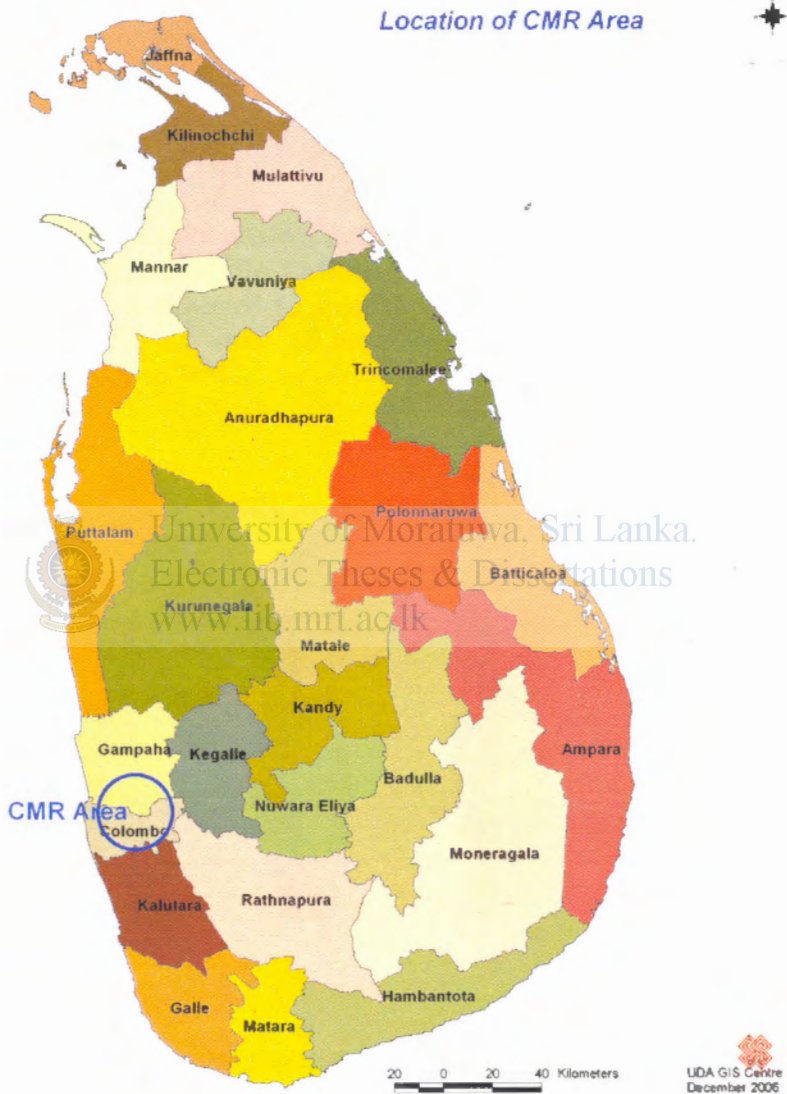 Location of CMR Area
Jaffna
Kilinochchi
Mulattivu
Mannar
Vavuniya
Trincomalee
Anuradhapura
Polonnaruwa
Puttalam
University of Moratuwa, Sri Lanka.
Electronic Theses & Dissertations
www.lib.mrt.ac.lk
Batticaloa
Kurunegala
Matale
Kandy
Gampaha
Kegalle
Ampara
Badulla
Nuwara Eliya
CMR Area
Colombo
Moneragala
Kalutara
Rathnapura
Hambantota
Galle
Matara
20 0 20 40 Kilometers
UDA GIS Centre
December 2006